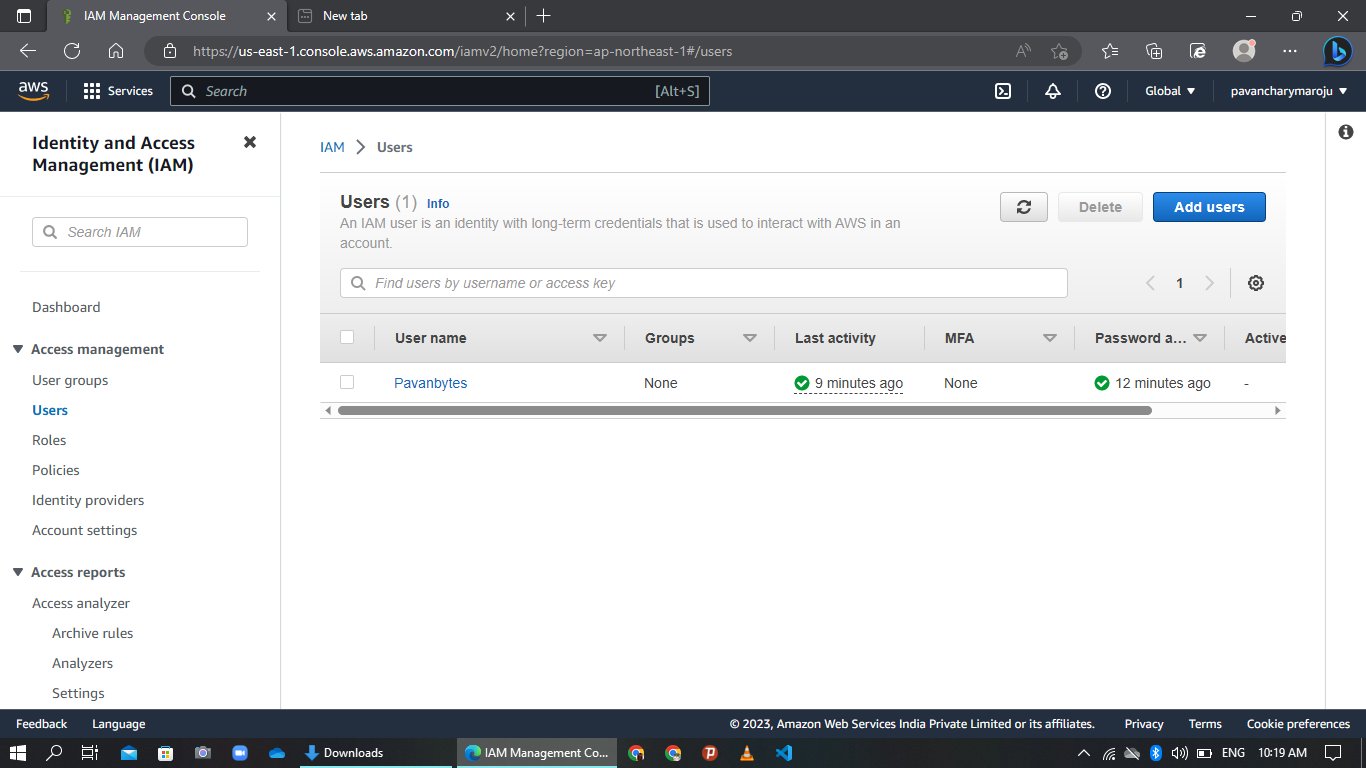 IAM Management Console
New tab
https://us-east-1.console.aws.amazon.com/iamv2/home?region=ap-northeast-1#/users
aws
Services
Search
[Alt+S]
Global
pavancharymaroju
Identity and Access
Management (IAM)
Search IAM
Dashboard
Access management
User groups
Users
Roles
Policies
Identity providers
Account settings
Access reports
Access analyzer
Archive rules
Analyzers
Settings
IAM > Users
Users (1) Info
An IAM user is an identity with long-term credentials that is used to interact with AWS in an
account.
Delete
Add users
Find users by username or access key
1
User name Groups Last activity MFA Password a... Active
Pavanbytes None 9 minutes ago None 12 minutes ago -
Feedback Language
© 2023, Amazon Web Services India Private Limited or its affiliates. Privacy Terms Cookie preferences
Downloads
IAM Management Co...
ENG
10:19 AM